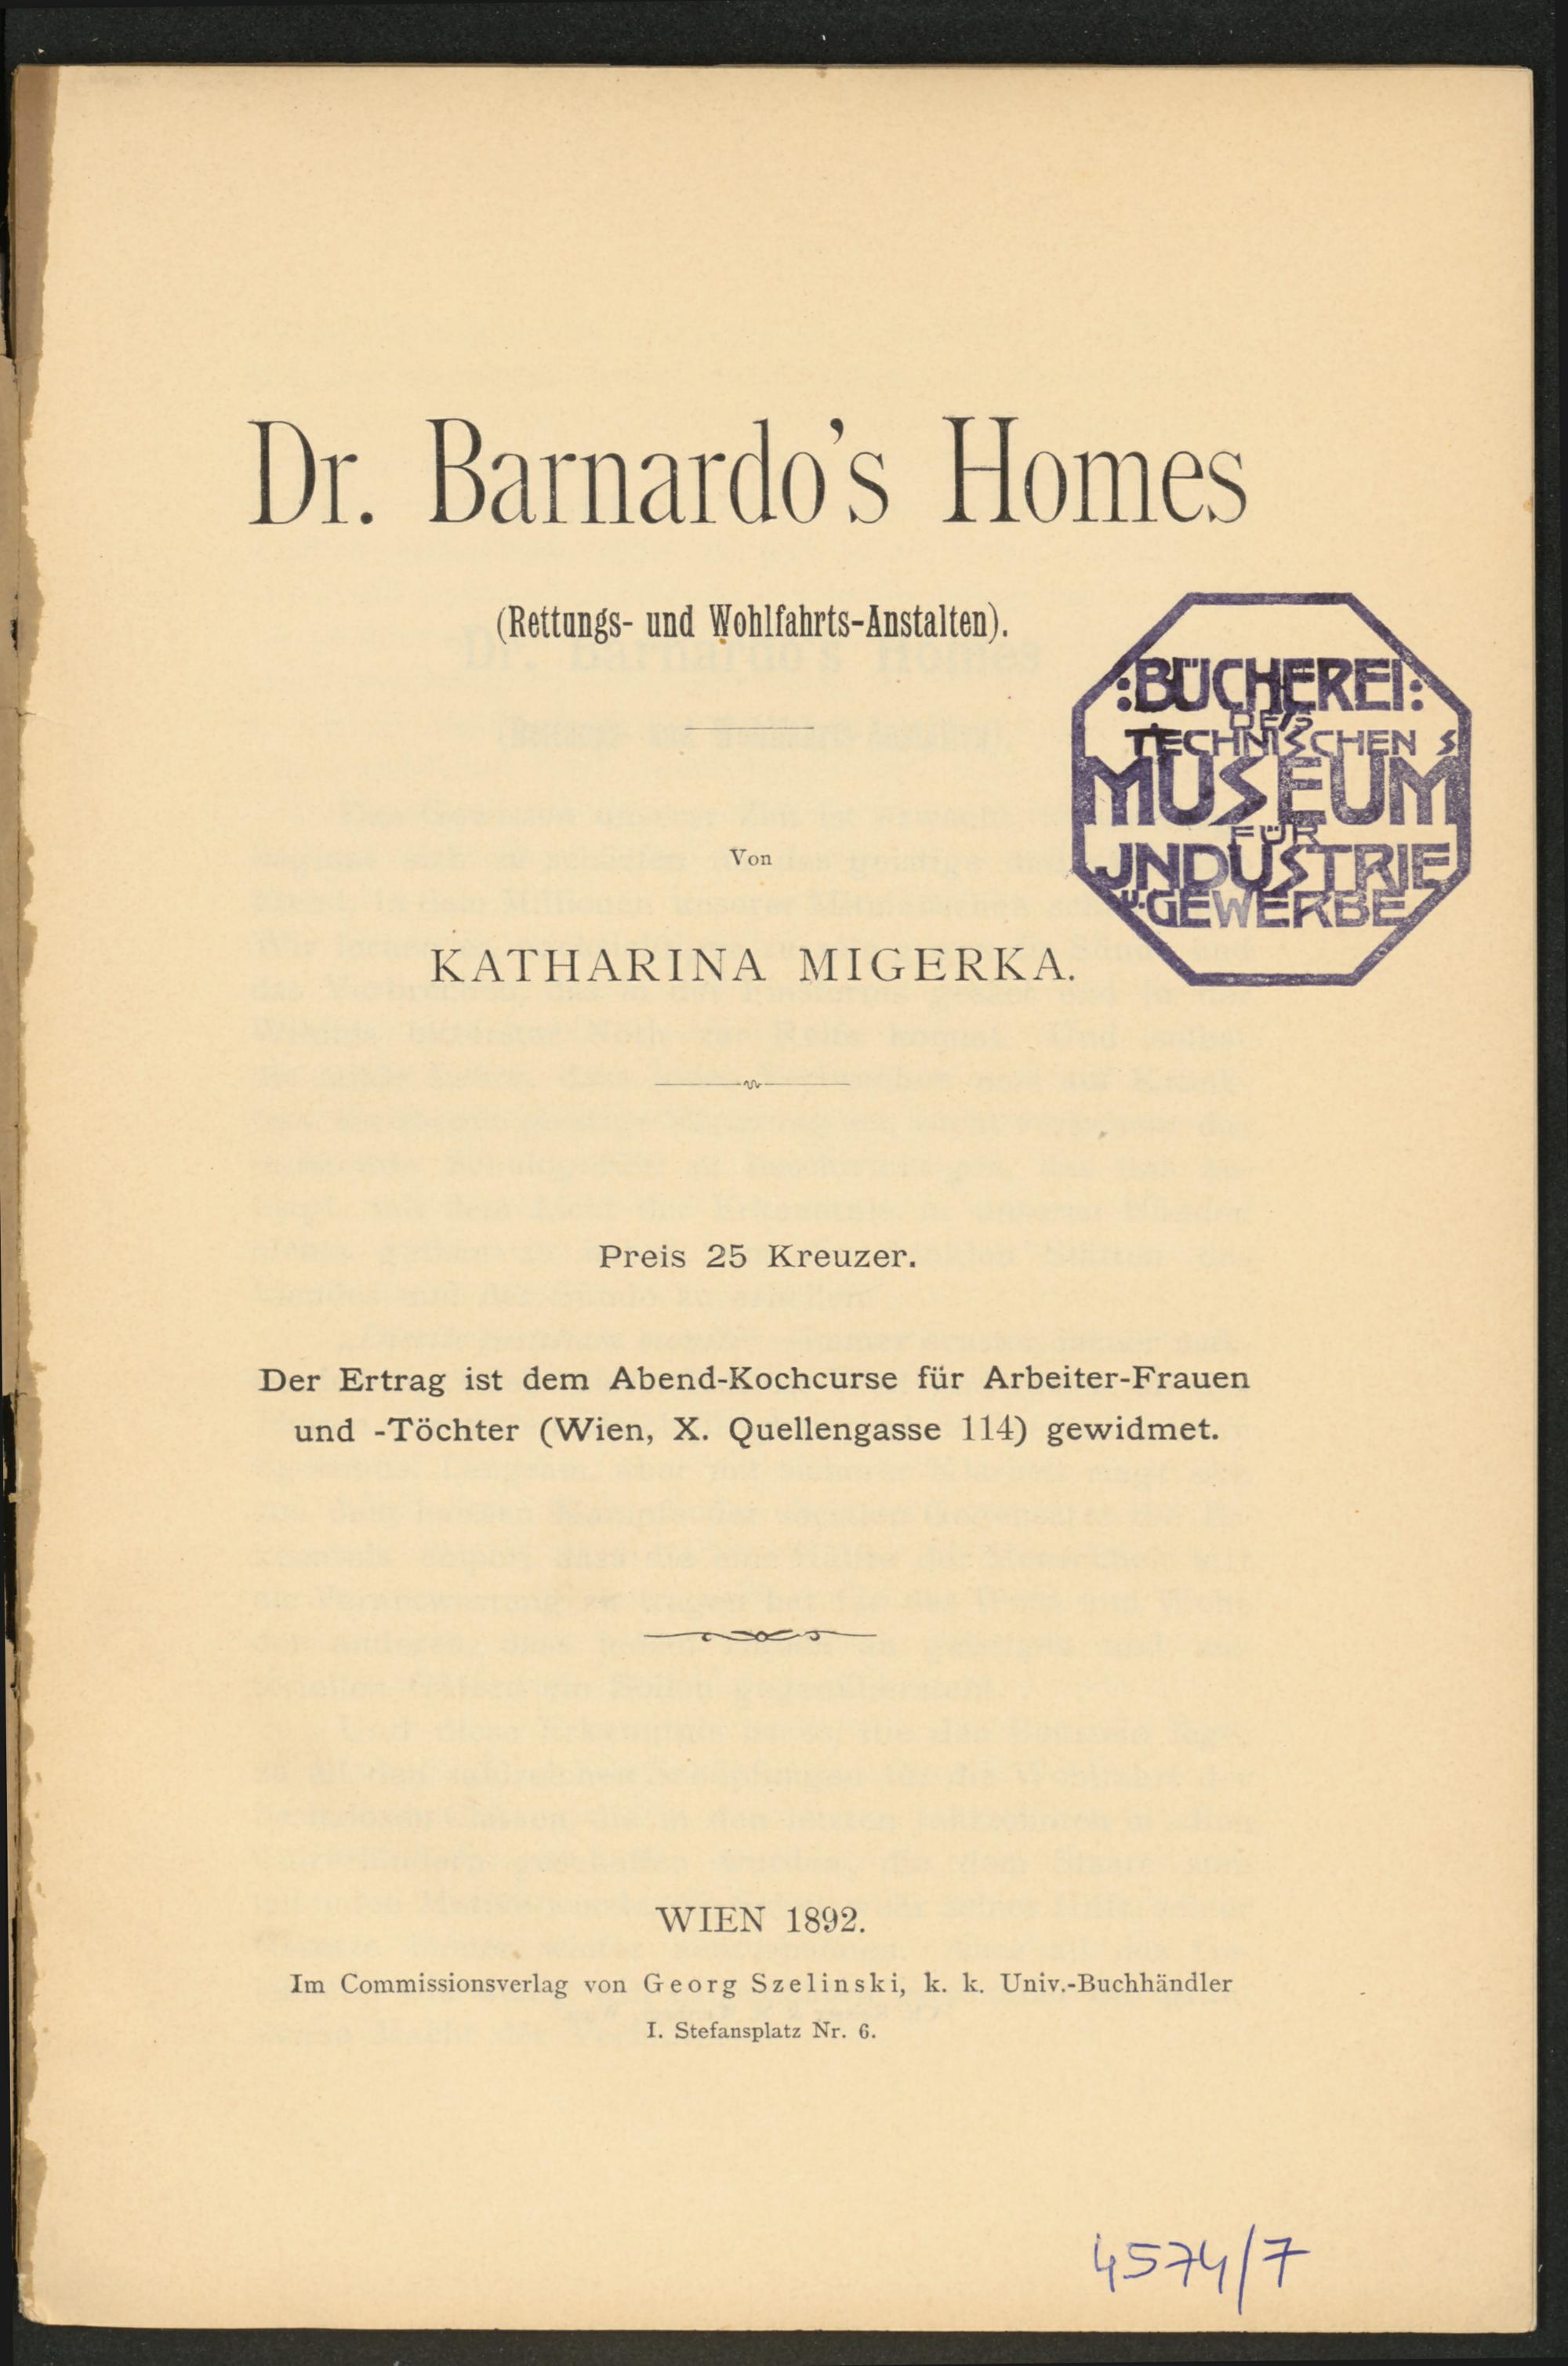 Dr. Barnardo's Homes
(Rettungs- und Wohlfahrts-Anstalten).
:BÜCHEREI:
DES
TECHNISCHEN
MUSEUMS
FÜR
JNDUSTRIE
U. GEWERBE
Von
KATHARINA MIGERKA.
Preis 25 Kreuzer.
Der Ertrag ist dem Abend-Kochcurse für Arbeiter-Frauen
und -Töchter (Wien, X. Quellengasse 114) gewidmet.
WIEN 1892.
Im Commissionsverlag von Georg Szelinski, k. k. Univ.-Buchhändler
I. Stefansplatz Nr. 6.
4574/7